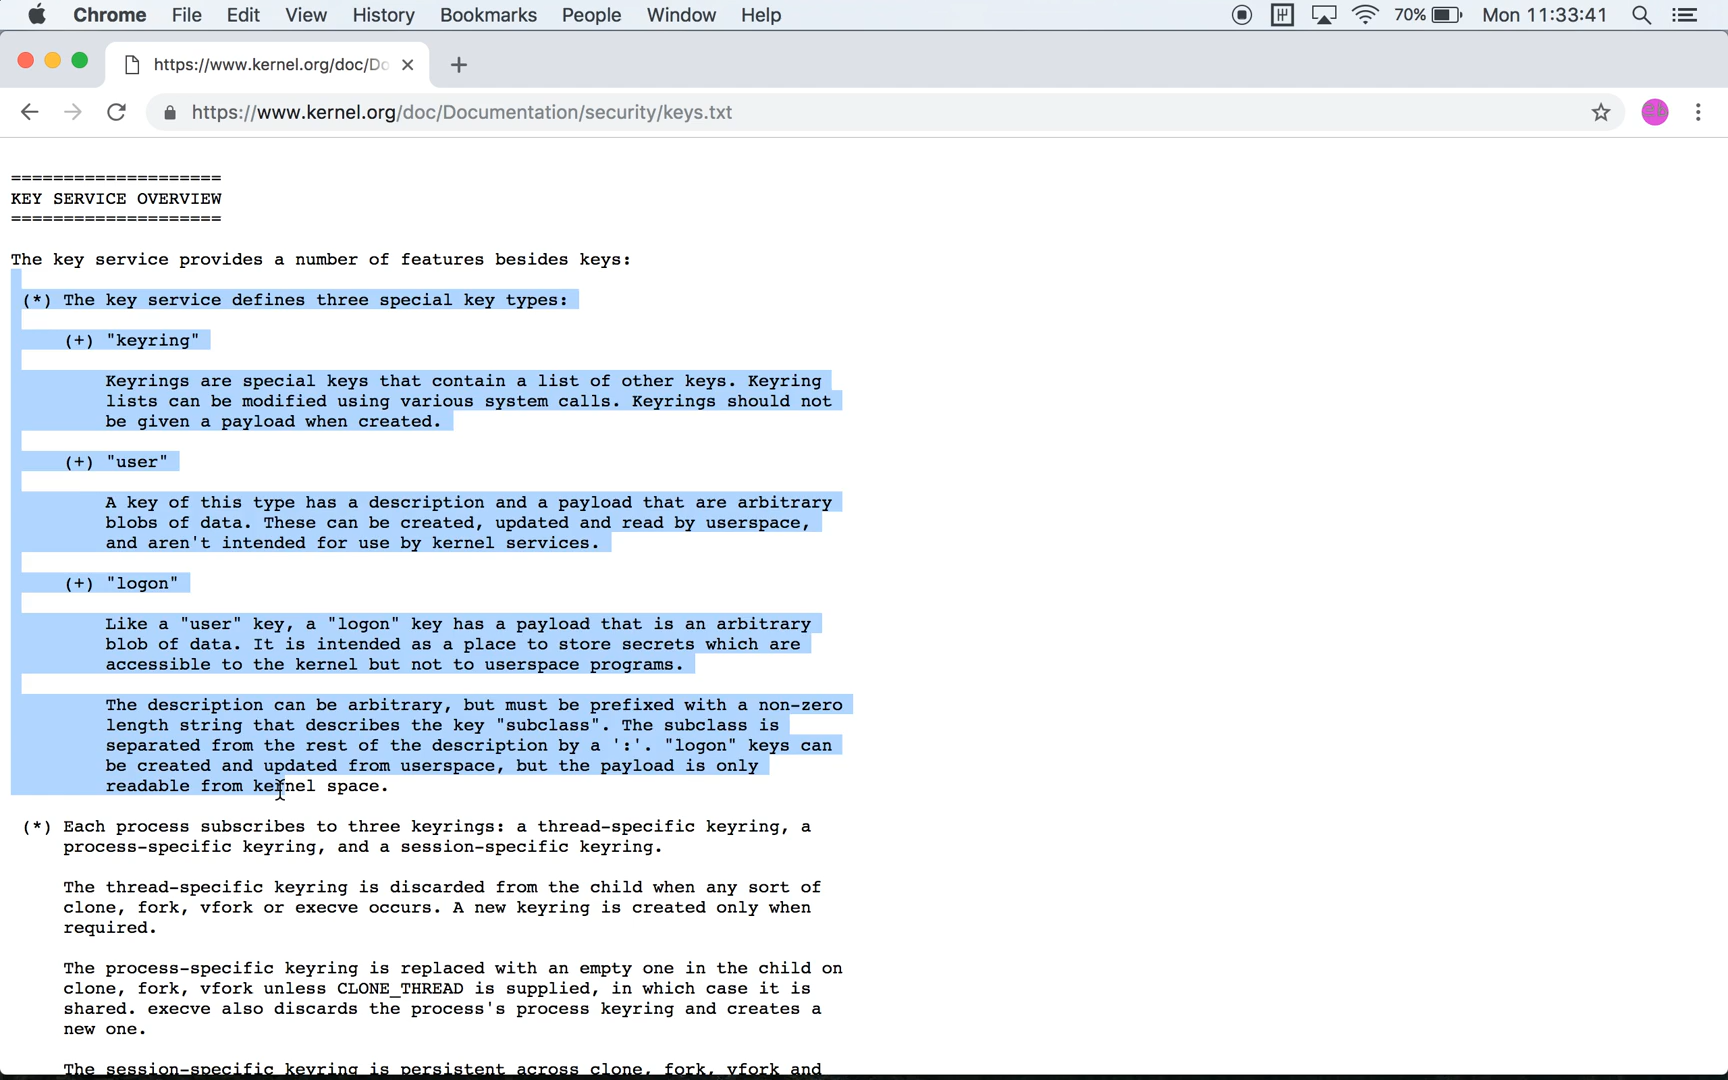 Chrome File Edit View History Bookmarks People Window Help 70% Mon 11:33:41
https://www.kernel.org/doc/Do
https://www.kernel.org/doc/Documentation/security/keys.txt
====================
KEY SERVICE OVERVIEW
====================
The key service provides a number of features besides keys:
(*) The key service defines three special key types:
(+) "keyring"
Keyrings are special keys that contain a list of other keys. Keyring
lists can be modified using various system calls. Keyrings should not
be given a payload when created.
(+) "user"
A key of this type has a description and a payload that are arbitrary
blobs of data. These can be created, updated and read by userspace,
and aren't intended for use by kernel services.
(+) "logon"
Like a "user" key, a "logon" key has a payload that is an arbitrary
blob of data. It is intended as a place to store secrets which are
accessible to the kernel but not to userspace programs.
The description can be arbitrary, but must be prefixed with a non-zero
length string that describes the key "subclass". The subclass is
separated from the rest of the description by a ':'. "logon" keys can
be created and updated from userspace, but the payload is only
readable from kernel space.
(*) Each process subscribes to three keyrings: a thread-specific keyring, a
process-specific keyring, and a session-specific keyring.
The thread-specific keyring is discarded from the child when any sort of
clone, fork, vfork or execve occurs. A new keyring is created only when
required.
The process-specific keyring is replaced with an empty one in the child on
clone, fork, vfork unless CLONE_THREAD is supplied, in which case it is
shared. execve also discards the process's process keyring and creates a
new one.
The session-specific keyring is persistent across clone, fork, vfork and